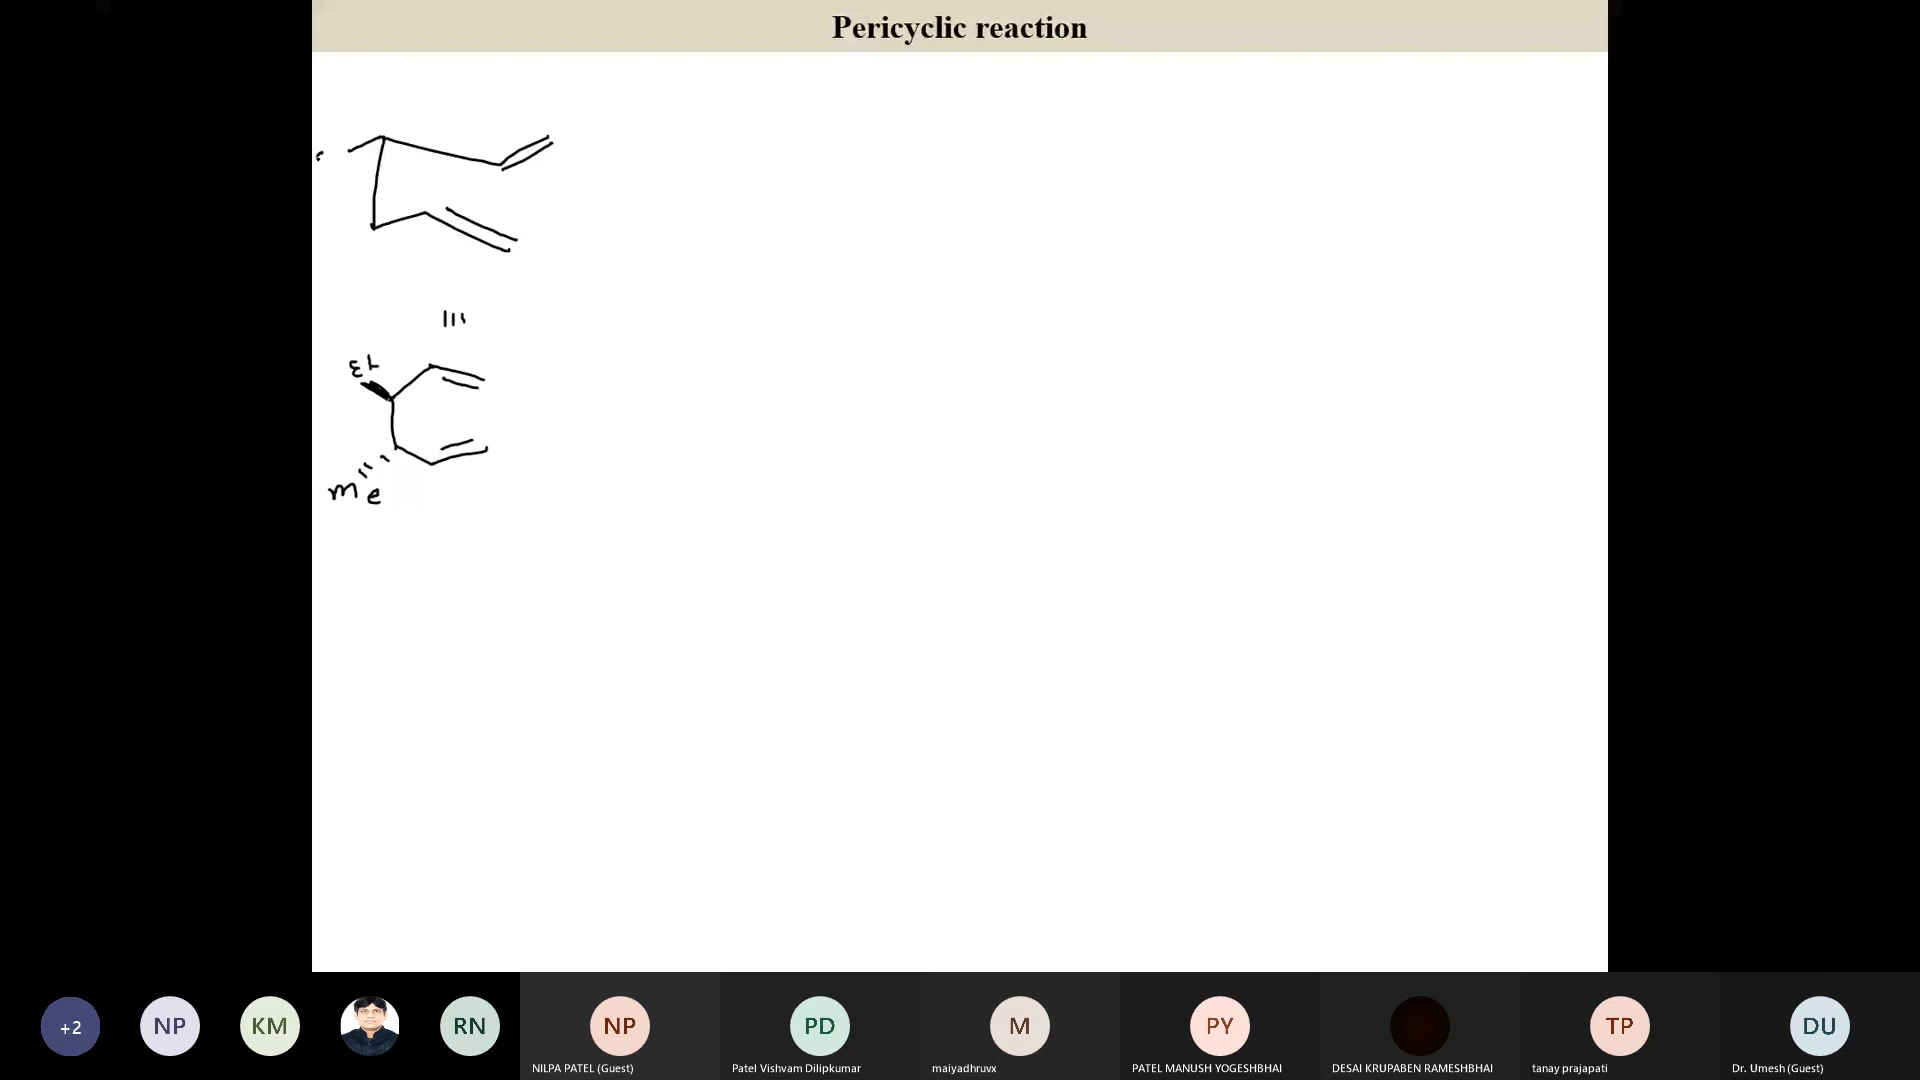 Pericyclic reaction
Et
Me
+2
NP
KM
RN
NP
NILPA PATEL (Guest)
PD
Patel Vishvam Dilipkumar
M
maiyadhruvx
PY
PATEL MANUSH YOGESHBHAI
DESAI KRUPABEN RAMESHBHAI
TP
tanay prajapati
DU
Dr. Umesh (Guest)